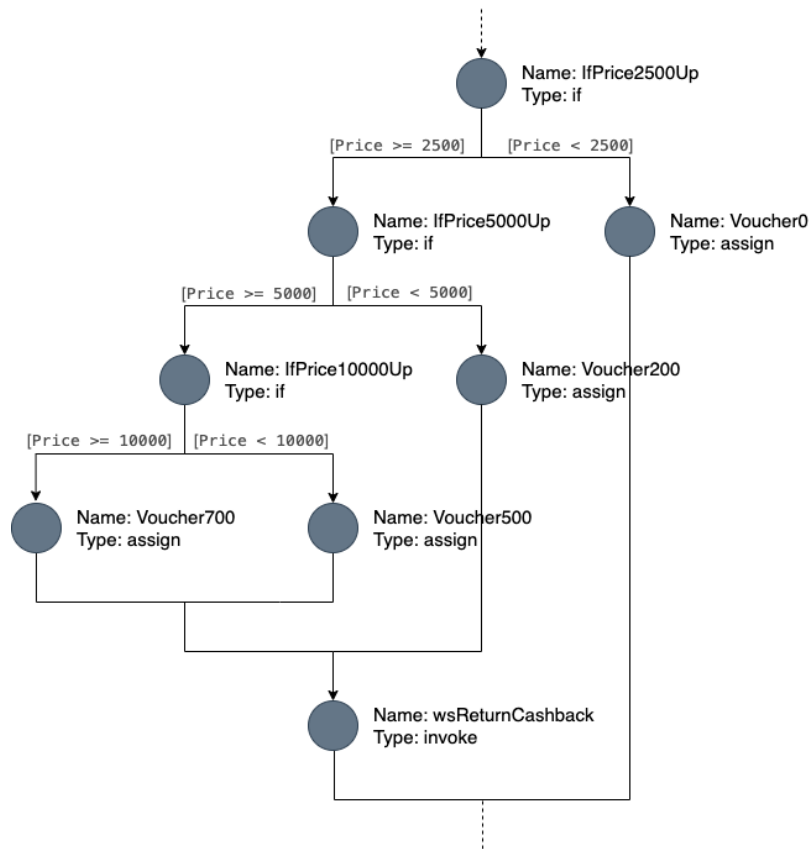 Name: IfPrice2500Up
Type: if
[Price >= 2500]
[Price < 2500]
Name: IfPrice5000Up
Type: if
Name: Voucher0
Type: assign
[Price >= 5000]
[Price < 5000]
Name: IfPrice10000Up
Type: if
Name: Voucher200
Type: assign
[Price >= 10000]
[Price < 10000]
Name: Voucher700
Type: assign
Name: Voucher500
Type: assign
Name: wsReturnCashback
Type: invoke